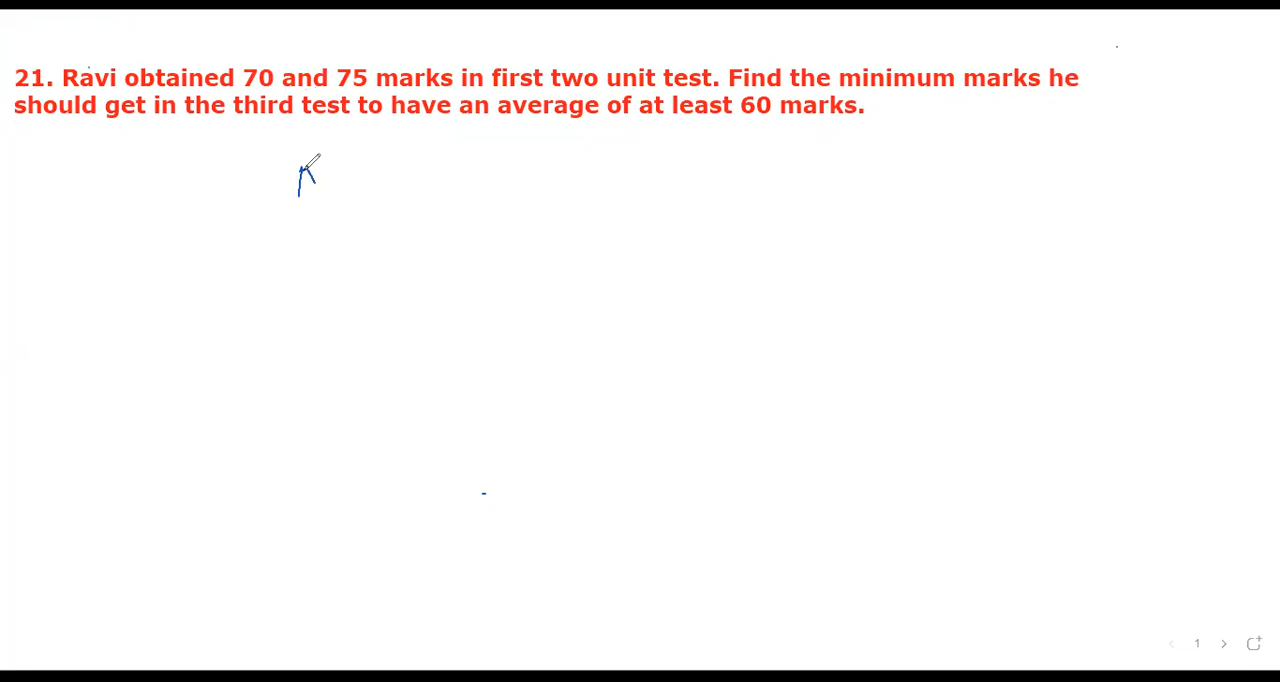 21. Ravi obtained 70 and 75 marks in first two unit test. Find the minimum marks he
should get in the third test to have an average of at least 60 marks.
1